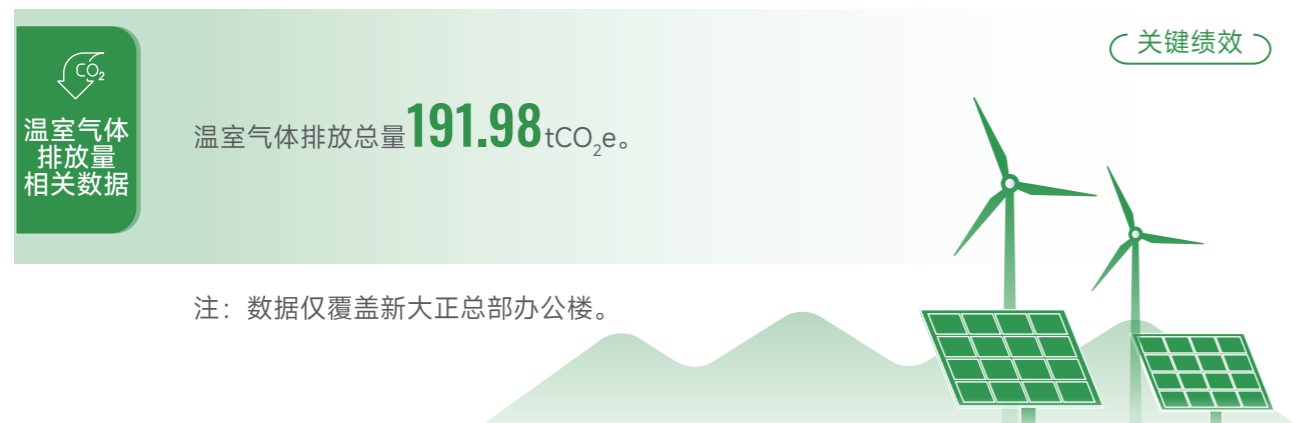 关键绩效
CO₂
温室气体
排放量
相关数据
温室气体排放总量191.98tCO₂e。
注：数据仅覆盖新大正总部办公楼。